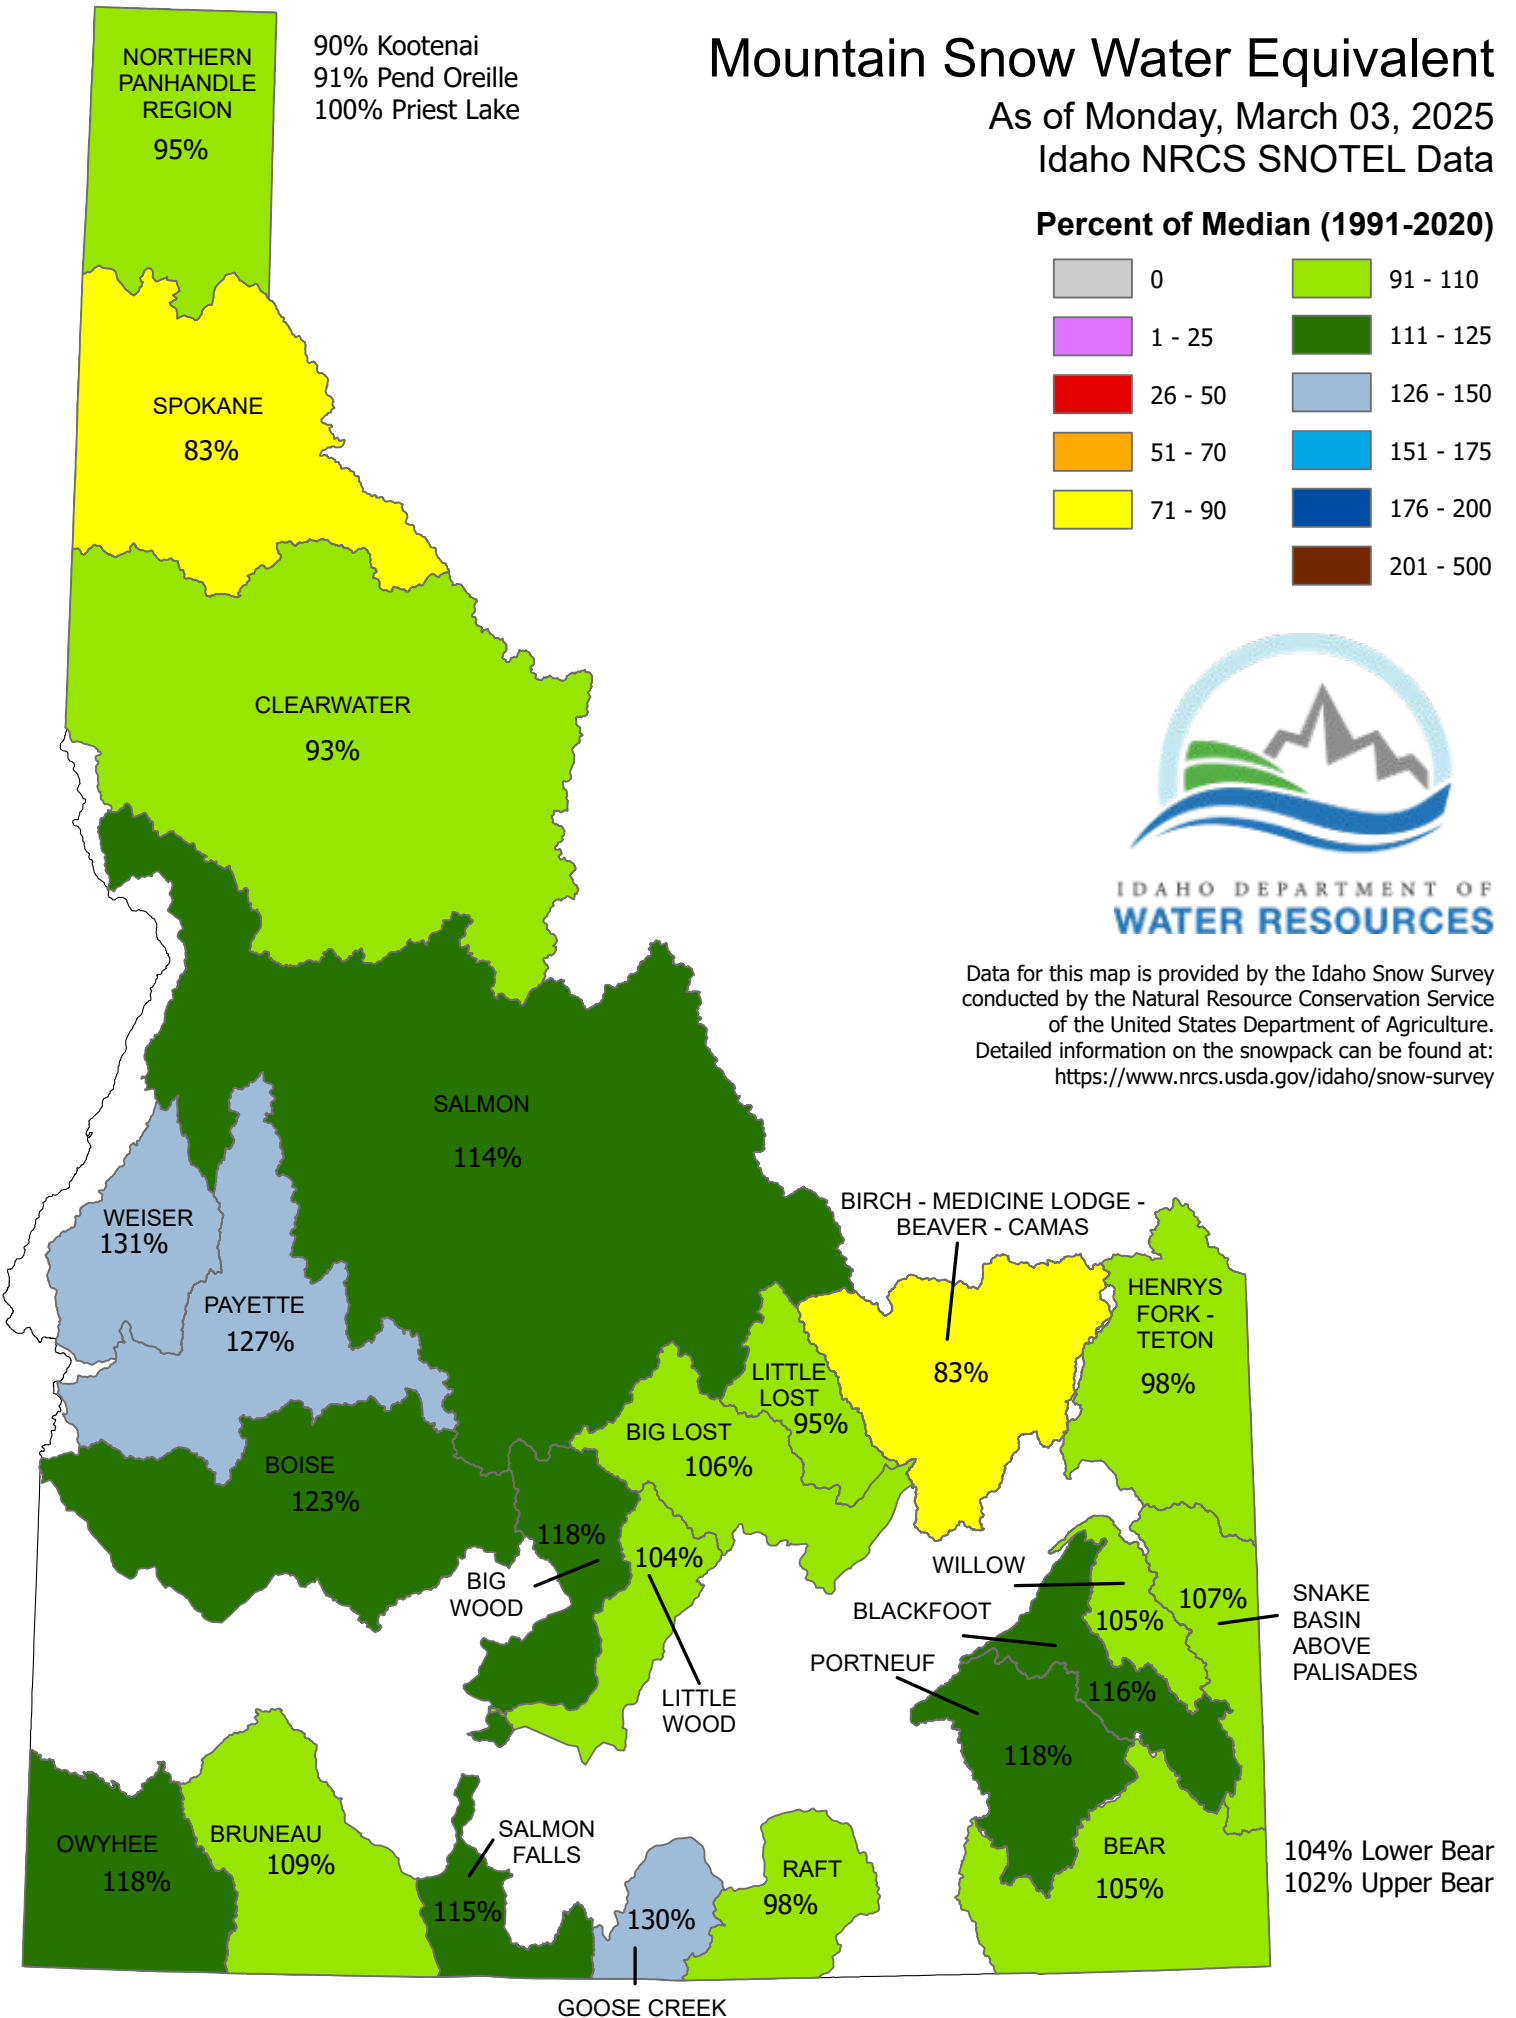 NORTHERN
PANHANDLE
REGION
95%
90% Kootenai
91% Pend Oreille
100% Priest Lake
Mountain Snow Water Equivalent
As of Monday, March 03, 2025
Idaho NRCS SNOTEL Data
Percent of Median (1991-2020)
0
1 - 25
26 - 50
51 - 70
71 - 90
91 - 110
111 - 125
126 - 150
151 - 175
176 - 200
201 - 500
IDAHO DEPARTMENT OF
WATER RESOURCES
Data for this map is provided by the Idaho Snow Survey
conducted by the Natural Resource Conservation Service
of the United States Department of Agriculture.
Detailed information on the snowpack can be found at:
https://www.nrcs.usda.gov/idaho/snow-survey
SPOKANE
83%
CLEARWATER
93%
SALMON
114%
WEISER
131%
PAYETTE
127%
BOISE
123%
BIRCH - MEDICINE LODGE -
BEAVER - CAMAS
83%
HENRYS
FORK -
TETON
98%
LITTLE
LOST
95%
BIG LOST
106%
118%
BIG
WOOD
104%
LITTLE
WOOD
WILLOW
105%
BLACKFOOT
116%
PORTNEUF
118%
107%
SNAKE
BASIN
ABOVE
PALISADES
OWYHEE
118%
BRUNEAU
109%
SALMON
FALLS
115%
130%
GOOSE CREEK
RAFT
98%
BEAR
105%
104% Lower Bear
102% Upper Bear